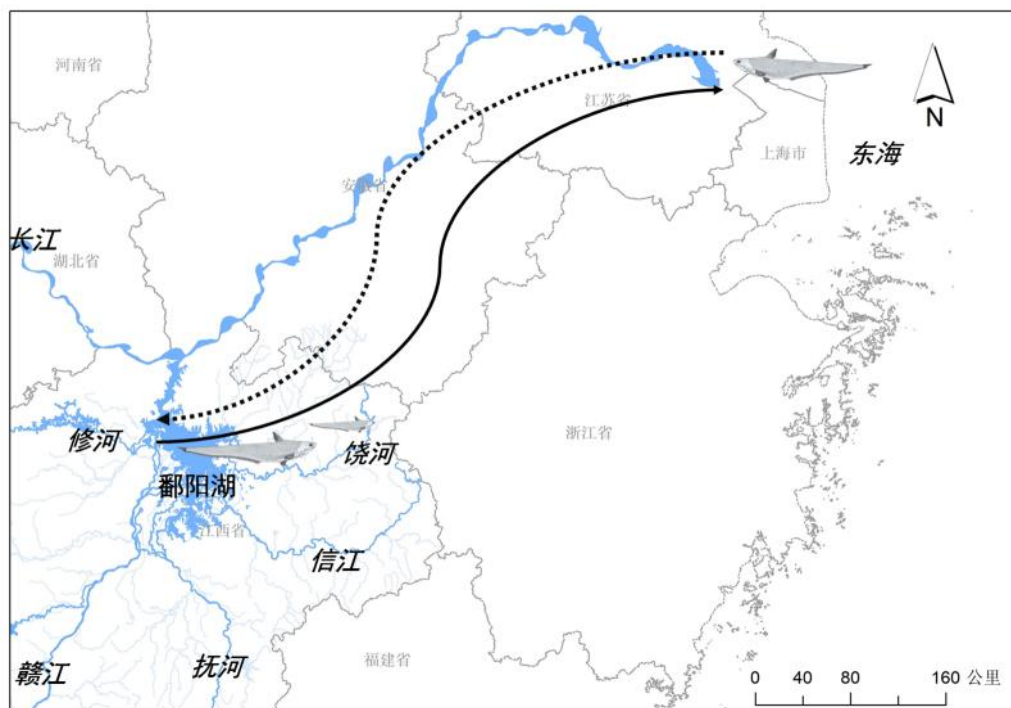 河南省
江苏省
N
上海市
东海
安徽省
长江
湖北省
浙江省
修河
饶河
鄱阳湖
江西省
信江
福建省
赣江
抚河
0 40 80 160 公里